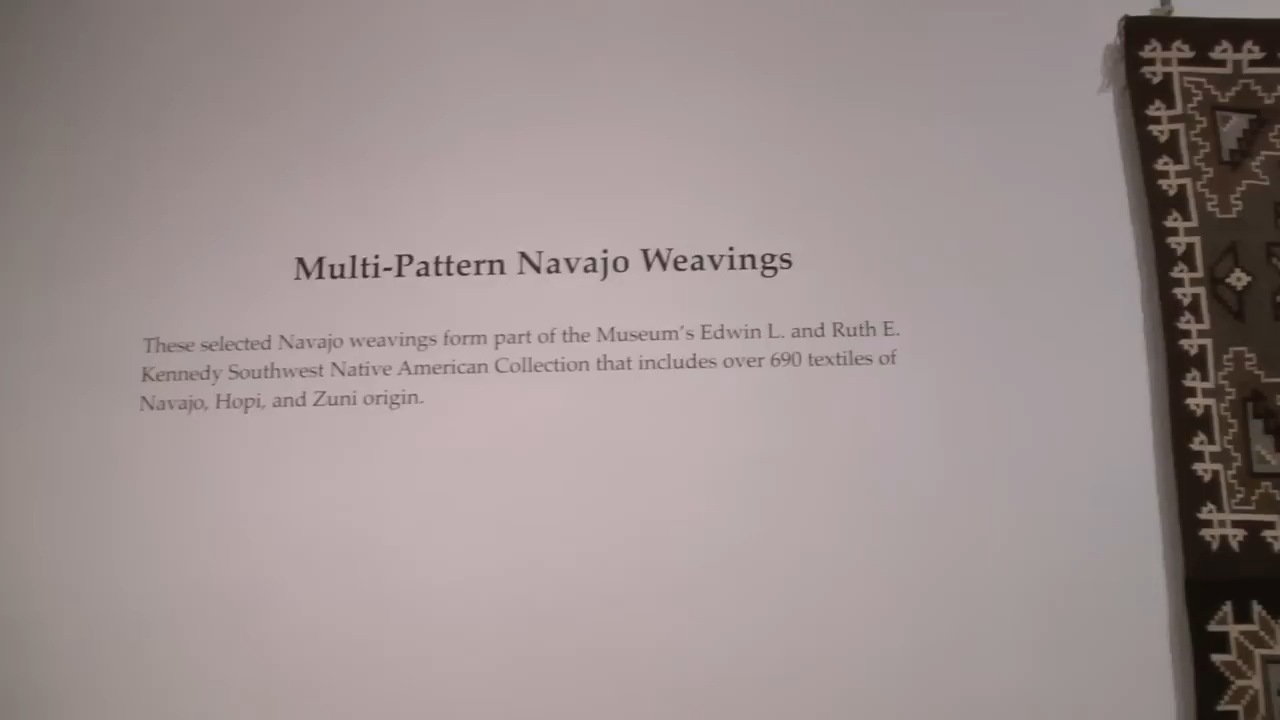 Multi-Pattern Navajo Weavings
These selected Navajo weavings form part of the Museum's Edwin L. and Ruth E.
Kennedy Southwest Native American Collection that includes over 690 textiles of
Navajo, Hopi, and Zuni origin.